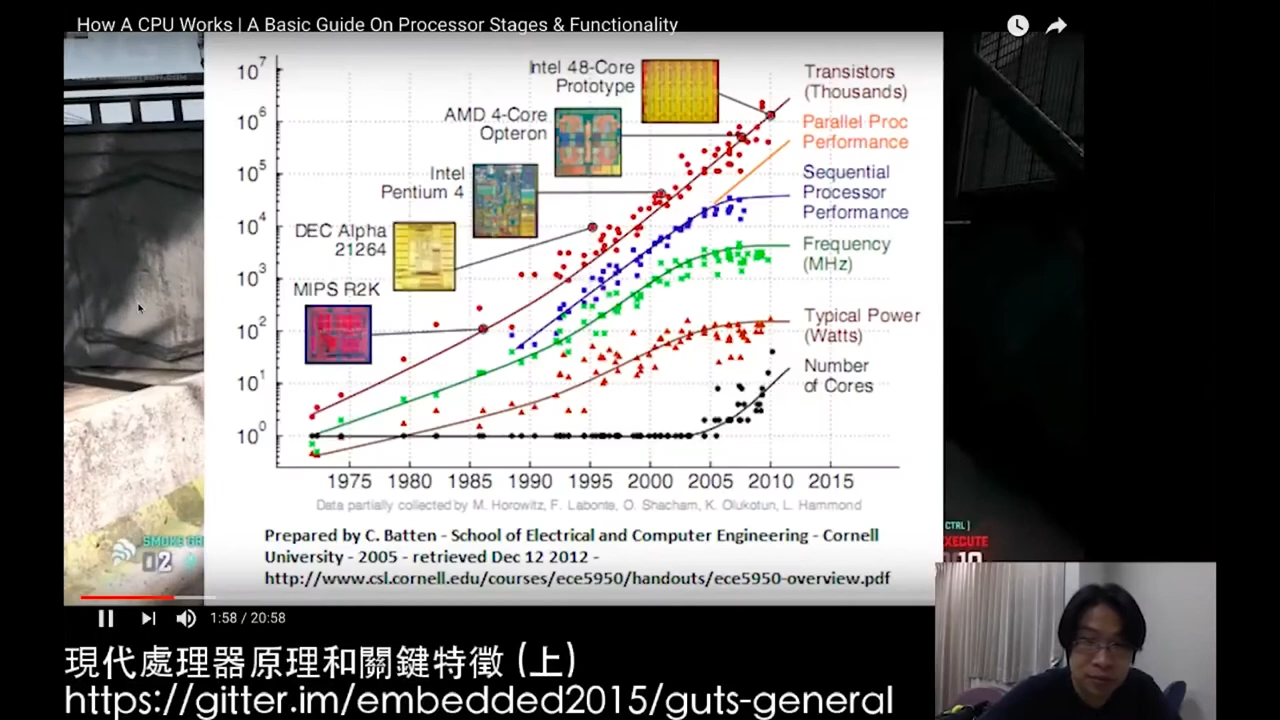 How A CPU Works | A Basic Guide On Processor Stages & Functionality
10⁷
10⁶
10⁵
10⁴
10³
10²
10¹
10⁰
Intel 48-Core
Prototype
AMD 4-Core
Opteron
Intel
Pentium 4
DEC Alpha
21264
MIPS R2K
Transistors
(Thousands)
Parallel Proc
Performance
Sequential
Processor
Performance
Frequency
(MHz)
Typical Power
(Watts)
Number
of Cores
1975 1980 1985 1990 1995 2000 2005 2010 2015
Data partially collected by M. Horowitz, F. Labonte, O. Shacham, K. Olukotun, L. Hammond
Prepared by C. Batten - School of Electrical and Computer Engineering - Cornell
University - 2005 - retrieved Dec 12 2012 -
http://www.csl.cornell.edu/courses/ece5950/handouts/ece5950-overview.pdf
SMOKE GR
CTRL ]
EXECUTE
1:58 / 20:58
現代處理器原理和關鍵特徵 (上)
https://gitter.im/embedded2015/guts-general